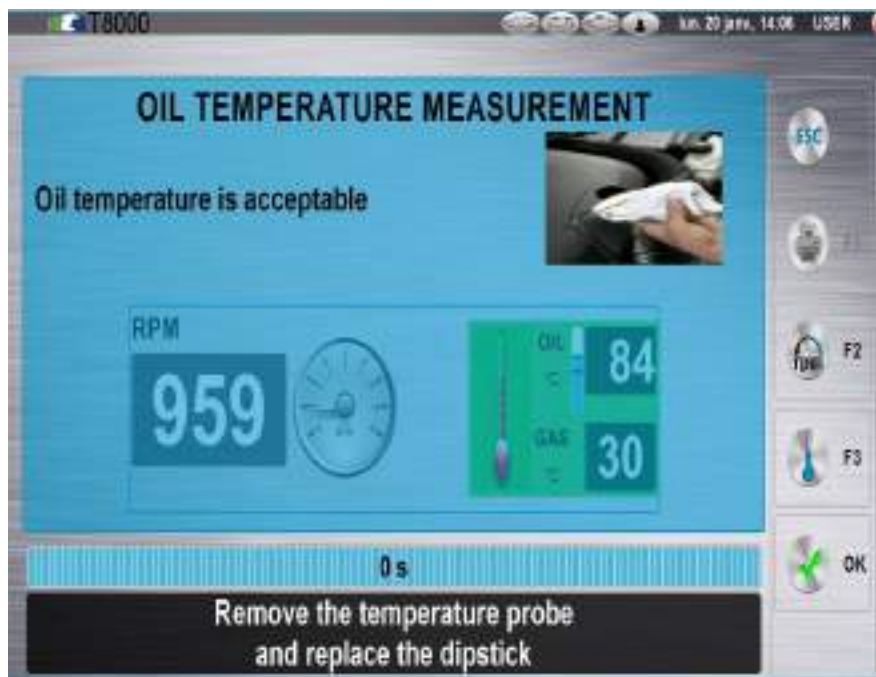 T8000
lun. 20 janv, 14:06 USER
OIL TEMPERATURE MEASUREMENT
ESC
Oil temperature is acceptable
RPM
959
OIL
°C
84
GAS
°C
30
F2
F3
OK
0 s
Remove the temperature probe
and replace the dipstick